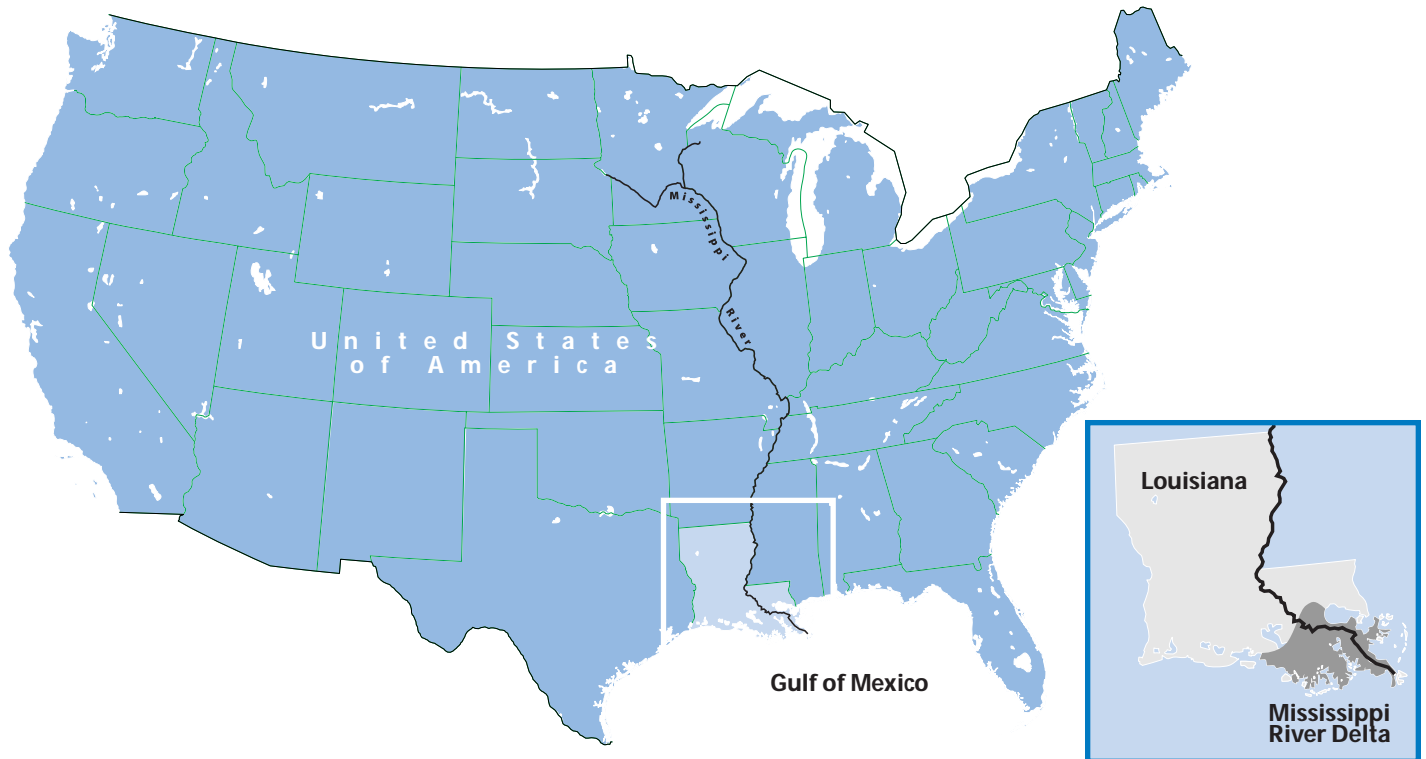 Mississippi
River
United States
of America
Gulf of Mexico
Louisiana
Mississippi
River Delta